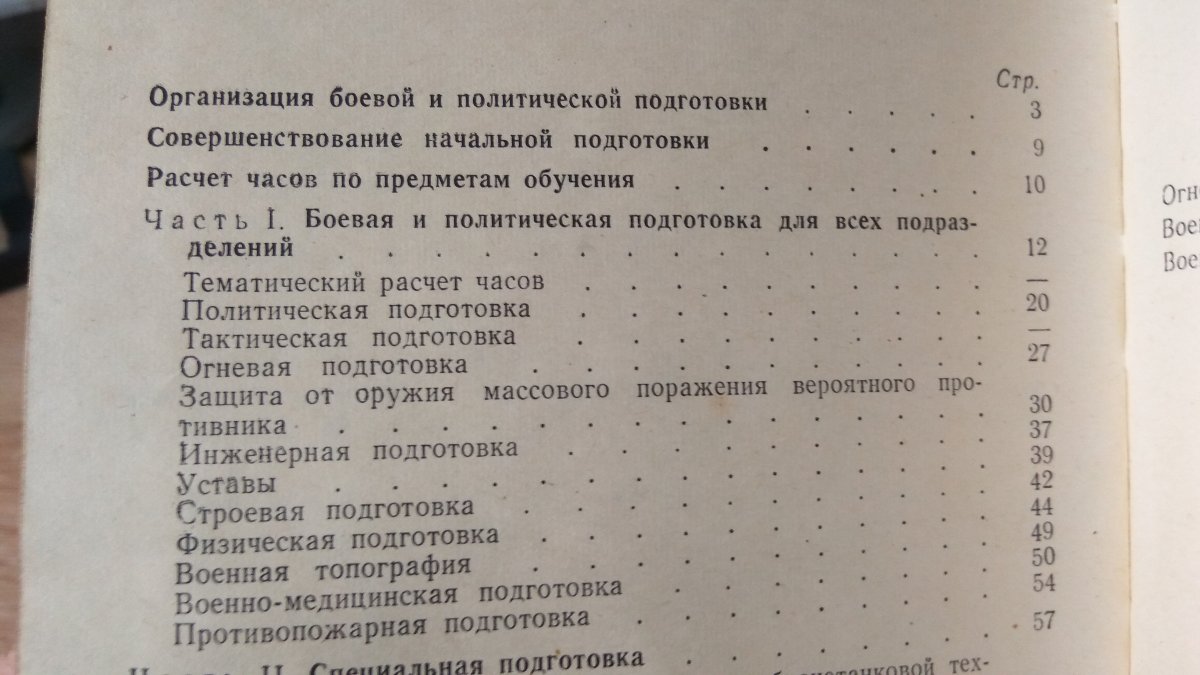 Стр.
Организация боевой и политической подготовки . . . . . 3
Совершенствование начальной подготовки . . . . . . 9
Расчет часов по предметам обучения . . . . . . . . 10
Часть I. Боевая и политическая подготовка для всех подраз-
делений . . . . . . . . . . . . . . 12
Тематический расчет часов . . . . . . . . . —
Политическая подготовка . . . . . . . . . 20
Тактическая подготовка . . . . . . . . . —
Огневая подготовка . . . . . . . . . . 27
Защита от оружия массового поражения вероятного про-
тивника . . . . . . . . . . . . . . 30
Инженерная подготовка . . . . . . . . . 37
Уставы . . . . . . . . . . . . . . 39
Строевая подготовка . . . . . . . . . . 42
Физическая подготовка . . . . . . . . . 44
Военная топография . . . . . . . . . . 49
Военно-медицинская подготовка . . . . . . . 50
Противопожарная подготовка . . . . . . . . 54
Специальная подготовка . . . . . . . 57
тех-
Огн
Вое
Вое